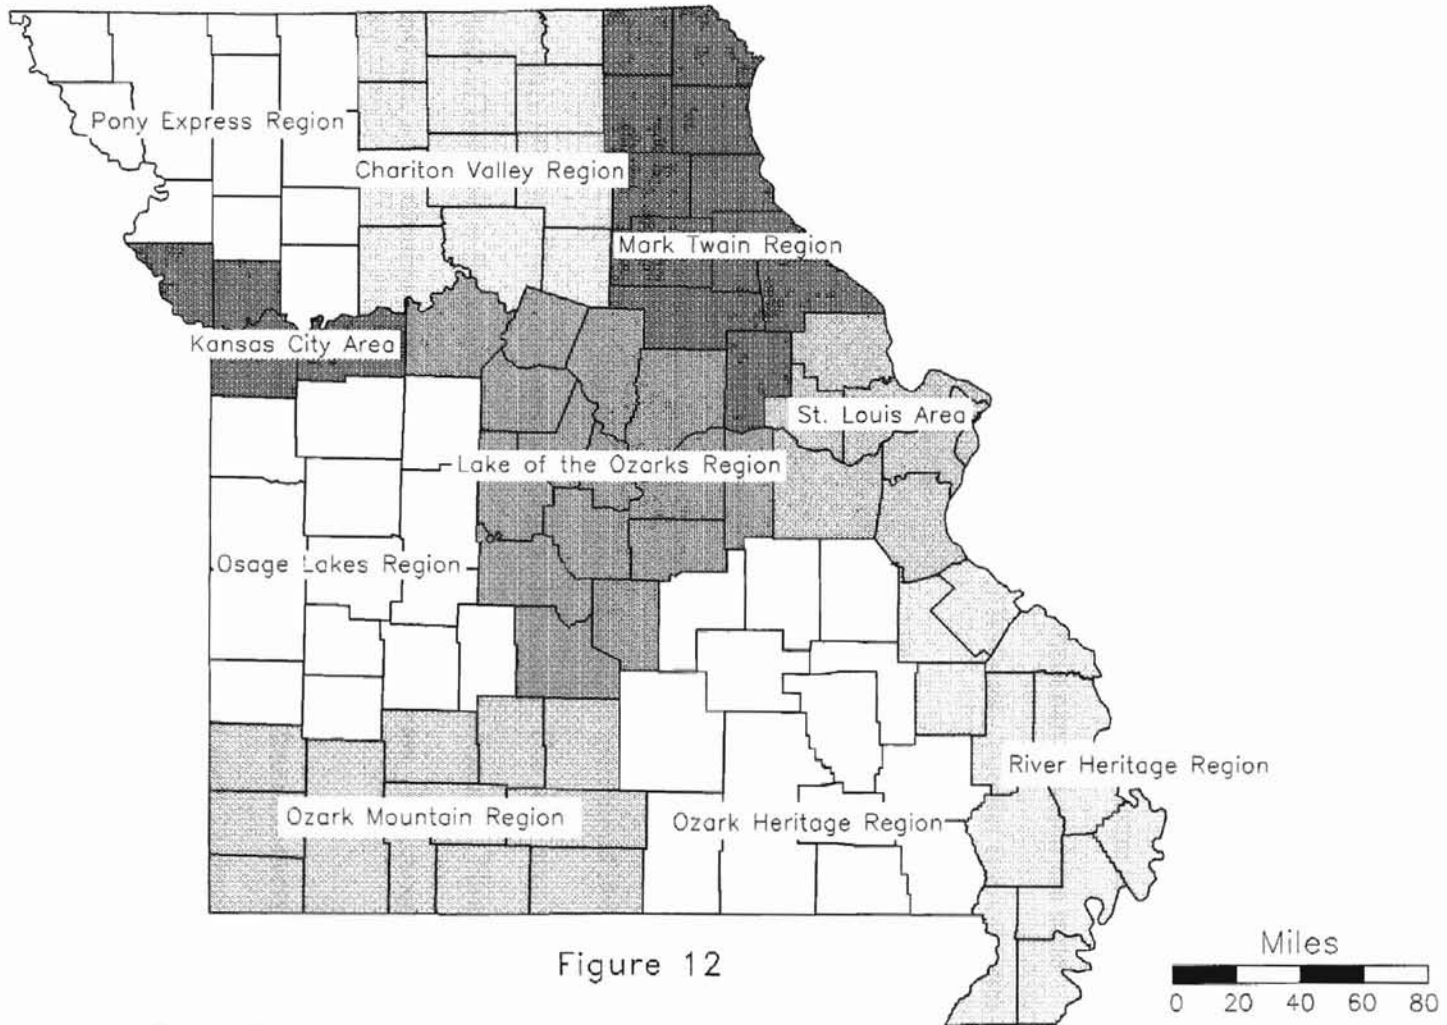 Pony Express Region
Chariton Valley Region
Mark Twain Region
Kansas City Area
St. Louis Area
Lake of the Ozarks Region
Osage Lakes Region
River Heritage Region
Ozark Mountain Region
Ozark Heritage Region
Figure 12
Miles
0 20 40 60 80